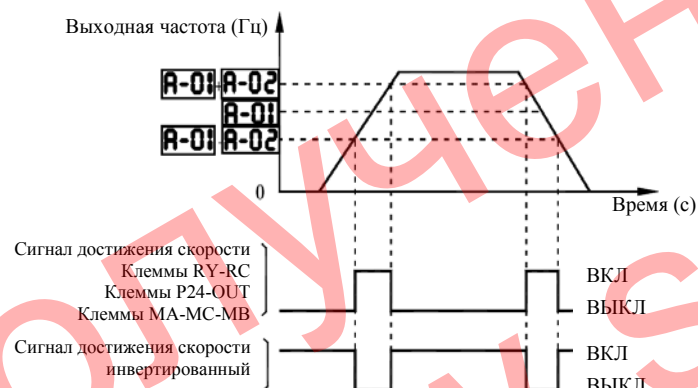 Выходная частота (Гц)
A-01+A-02
A-01
A-01 A-02
0
Время (с)
Сигнал достижения скорости
Клеммы RY-RC
Клеммы P24-OUT
Клеммы MA-MC-MB
ВКЛ
ВЫКЛ
Сигнал достижения скорости
инвертированный
ВКЛ
ВЫКЛ